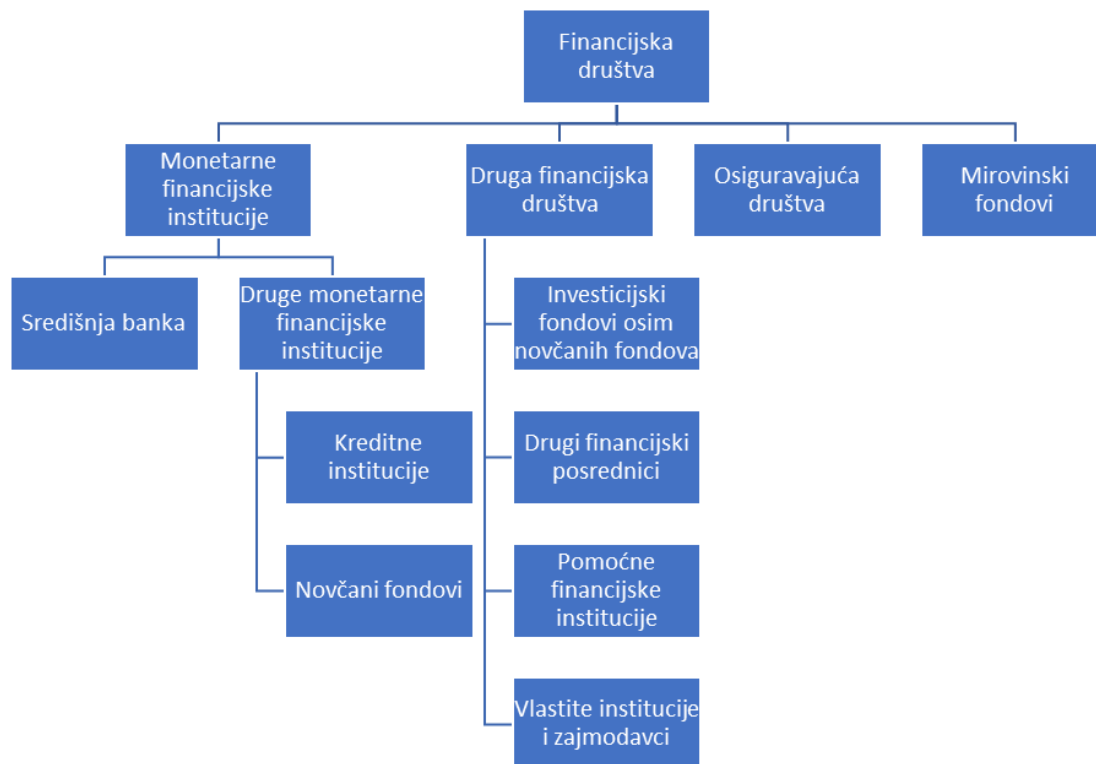 Financijska
društva
Monetarne
financijske
institucije
Druga financijska
društva
Osiguravajuća
društva
Mirovinski
fondovi
Središnja banka
Druge monetarne
financijske
institucije
Kreditne
institucije
Novčani fondovi
Investicijski
fondovi osim
novčanih fondova
Drugi financijski
posrednici
Pomoćne
financijske
institucije
Vlastite institucije
i zajmodavci